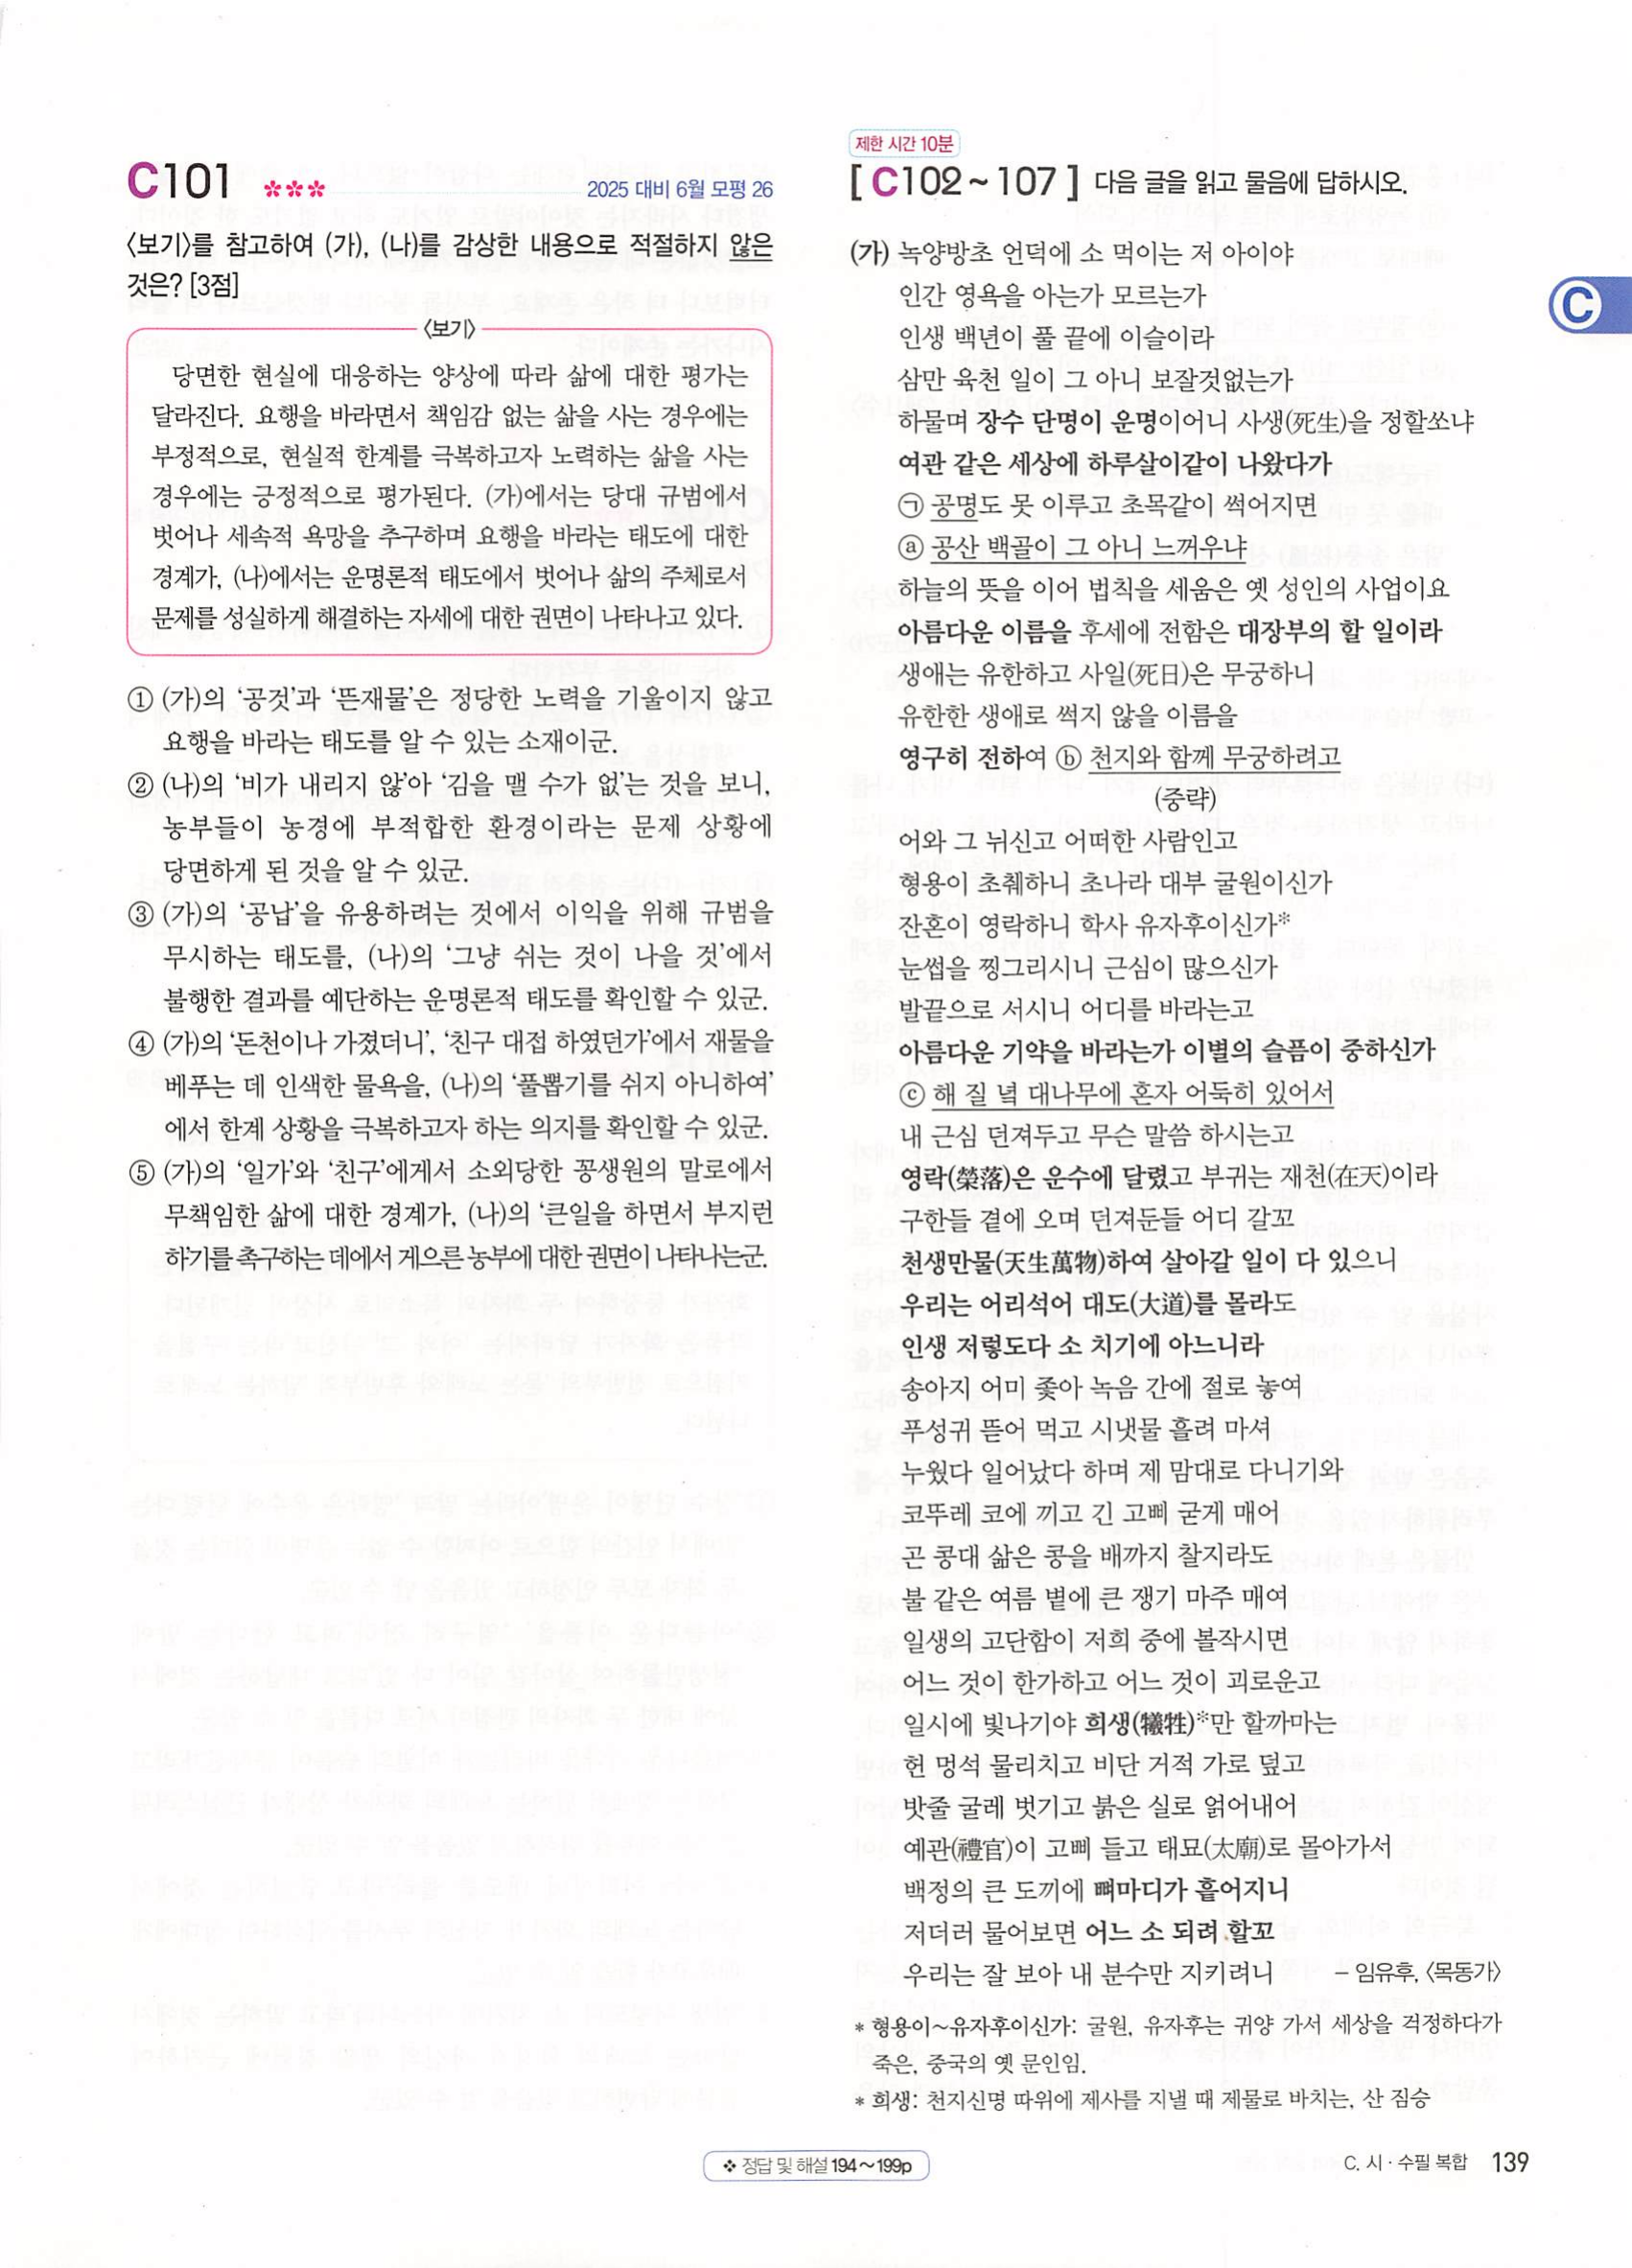 C101 ***
2025 대비 6월 모평 26
〈보기〉를 참고하여 (가), (나)를 감상한 내용으로 적절하지 않은
것은? [3점]
〈보기〉
당면한 현실에 대응하는 양상에 따라 삶에 대한 평가는
달라진다. 요행을 바라면서 책임감 없는 삶을 사는 경우에는
부정적으로, 현실적 한계를 극복하고자 노력하는 삶을 사는
경우에는 긍정적으로 평가된다. (가)에서는 당대 규범에서
벗어나 세속적 욕망을 추구하며 요행을 바라는 태도에 대한
경계가, (나)에서는 운명론적 태도에서 벗어나 삶의 주체로서
문제를 성실하게 해결하는 자세에 대한 권면이 나타나고 있다.
① (가)의 ‘공것’과 ‘뜬재물’은 정당한 노력을 기울이지 않고
요행을 바라는 태도를 알 수 있는 소재이군.
② (나)의 ‘비가 내리지 않’아 ‘김을 맬 수가 없’는 것을 보니,
농부들이 농경에 부적합한 환경이라는 문제 상황에
당면하게 된 것을 알 수 있군.
③ (가)의 ‘공납’을 유용하려는 것에서 이익을 위해 규범을
무시하는 태도를, (나)의 ‘그냥 쉬는 것이 나을 것’에서
불행한 결과를 예단하는 운명론적 태도를 확인할 수 있군.
④ (가)의 ‘돈천이나 가졌더니’, ‘친구 대접 하였던가’에서 재물을
베푸는 데 인색한 물욕을, (나)의 ‘풀뽑기를 쉬지 아니하여’
에서 한계 상황을 극복하고자 하는 의지를 확인할 수 있군.
⑤ (가)의 ‘일가’와 ‘친구’에게서 소외당한 꽁생원의 말로에서
무책임한 삶에 대한 경계가, (나)의 ‘큰일을 하면서 부지런
하’기를 촉구하는 데에서 게으른 농부에 대한 권면이 나타나는군.
제한 시간 10분
[C102~107] 다음 글을 읽고 물음에 답하시오.
(가) 녹양방초 언덕에 소 먹이는 저 아이야
인간 영욕을 아는가 모르는가
인생 백년이 풀 끝에 이슬이라
삼만 육천 일이 그 아니 보잘것없는가
하물며 장수 단명이 운명이어니 사생(死生)을 정할쏘냐
여관 같은 세상에 하루살이같이 나왔다가
㉠ 공명도 못 이루고 초목같이 썩어지면
ⓐ 공산 백골이 그 아니 느꺼우냐
하늘의 뜻을 이어 법칙을 세움은 옛 성인의 사업이요
아름다운 이름을 후세에 전함은 대장부의 할 일이라
생애는 유한하고 사일(死日)은 무궁하니
유한한 생애로 썩지 않을 이름을
영구히 전하여 ⓑ 천지와 함께 무궁하려고
(중략)
어와 그 뉘신고 어떠한 사람인고
형용이 초췌하니 초나라 대부 굴원이신가
잔혼이 영락하니 학사 유자후이신가*
눈썹을 찡그리시니 근심이 많으신가
발끝으로 서시니 어디를 바라는고
아름다운 기약을 바라는가 이별의 슬픔이 중하신가
ⓒ 해 질 녘 대나무에 혼자 어둑히 있어서
내 근심 던져두고 무슨 말씀 하시는고
영락(榮落)은 운수에 달렸고 부귀는 재천(在天)이라
구한들 곁에 오며 던져둔들 어디 갈꼬
천생만물(天生萬物)하여 살아갈 일이 다 있으니
우리는 어리석어 대도(大道)를 몰라도
인생 저렇도다 소 치기에 아느니라
송아지 어미 좇아 녹음 간에 절로 놓여
푸성귀 뜯어 먹고 시냇물 흘려 마셔
누웠다 일어났다 하며 제 맘대로 다니기와
코뚜레 코에 끼고 긴 고삐 굳게 매어
곤 콩대 삶은 콩을 배까지 찰지라도
불 같은 여름 볕에 큰 쟁기 마주 매여
일생의 고단함이 저희 중에 볼작시면
어느 것이 한가하고 어느 것이 괴로운고
일시에 빛나기야 희생(犧牲)*만 할까마는
헌 멍석 물리치고 비단 거적 가로 덮고
밧줄 굴레 벗기고 붉은 실로 얽어내어
예관(禮官)이 고삐 들고 태묘(太廟)로 몰아가서
백정의 큰 도끼에 뼈마디가 흩어지니
저더러 물어보면 어느 소 되려 할꼬
우리는 잘 보아 내 분수만 지키려니 – 임유후, 〈목동가〉
* 형용이~유자후이신가: 굴원, 유자후는 귀양 가서 세상을 걱정하다가
죽은, 중국의 옛 문인임.
* 희생: 천지신명 따위에 제사를 지낼 때 제물로 바치는, 산 짐승
C
❖ 정답 및 해설 194~199p
C. 시·수필 복합 139